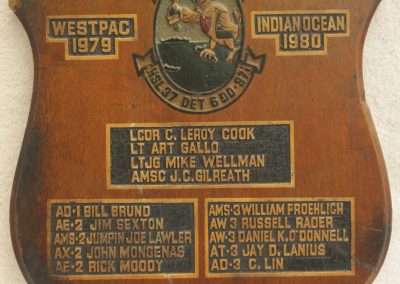 WESTPAC
1979
INDIAN OCEAN
1980
HSL-37 DET 6 DD-973
LCDR C. LEROY COOK
LT ART GALLO
LTJG MIKE WELLMAN
AMSC J.C. GILREATH
AD-1 BILL BRUNO
AE-2 JIM SEXTON
AMS-2 JUMPIN JOE LAWLER
AX-2 JOHN MONGENAS
AE-2 RICK MOODY
AMS-3 WILLIAM FROEHLICH
AW 3 RUSSELL RADER
AW-3 DANIEL K. O'DONNELL
AT-3 JAY D. LANIUS
AD-3 G. LIN